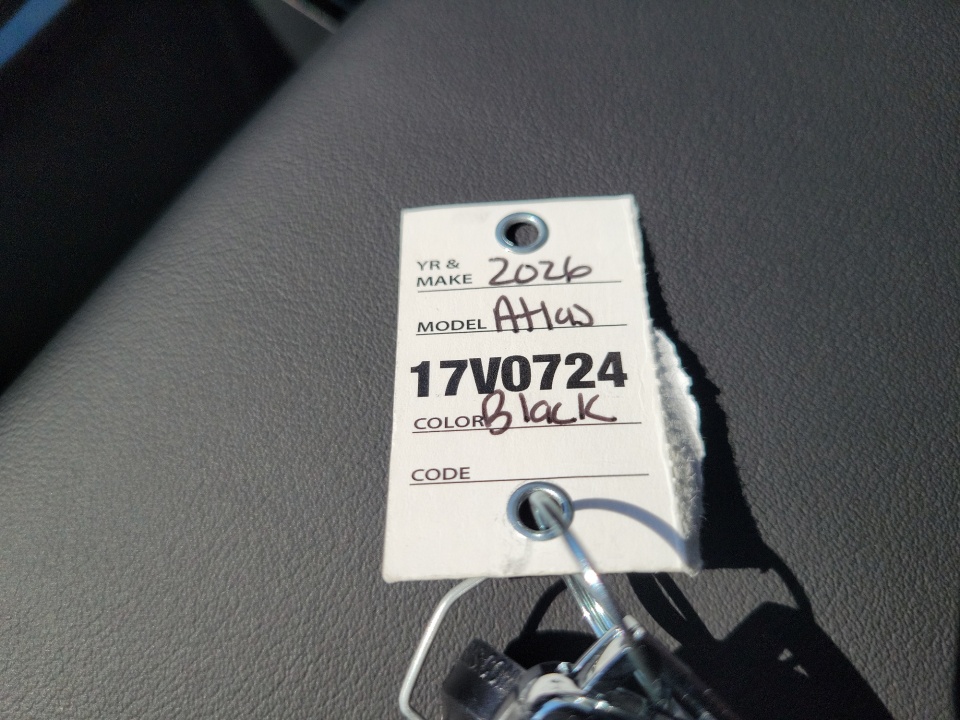 YR &
MAKE 2026
MODEL Atlas
17V0724
COLOR Black
CODE